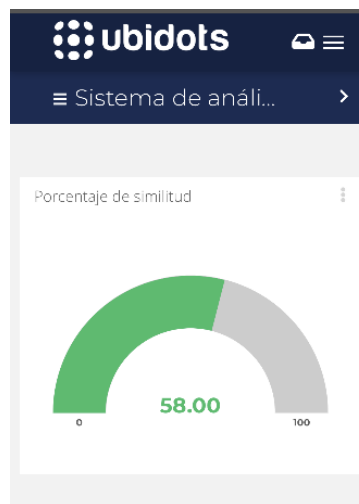 ubidots
Sistema de análi...
Porcentaje de similitud
58.00
0
100